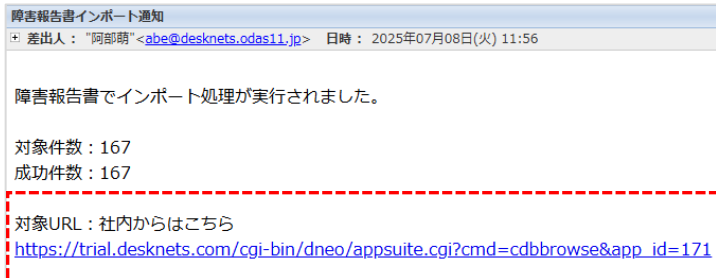 障害報告書インポート通知
差出人： "阿部萌"<abe@desknets.odas11.jp> 日時： 2025年07月08日(火) 11:56
障害報告書でインポート処理が実行されました。
対象件数：167
成功件数：167
対象URL：社内からはこちら
https://trial.desknets.com/cgi-bin/dneo/appsuite.cgi?cmd=cdbbrowse&app_id=171